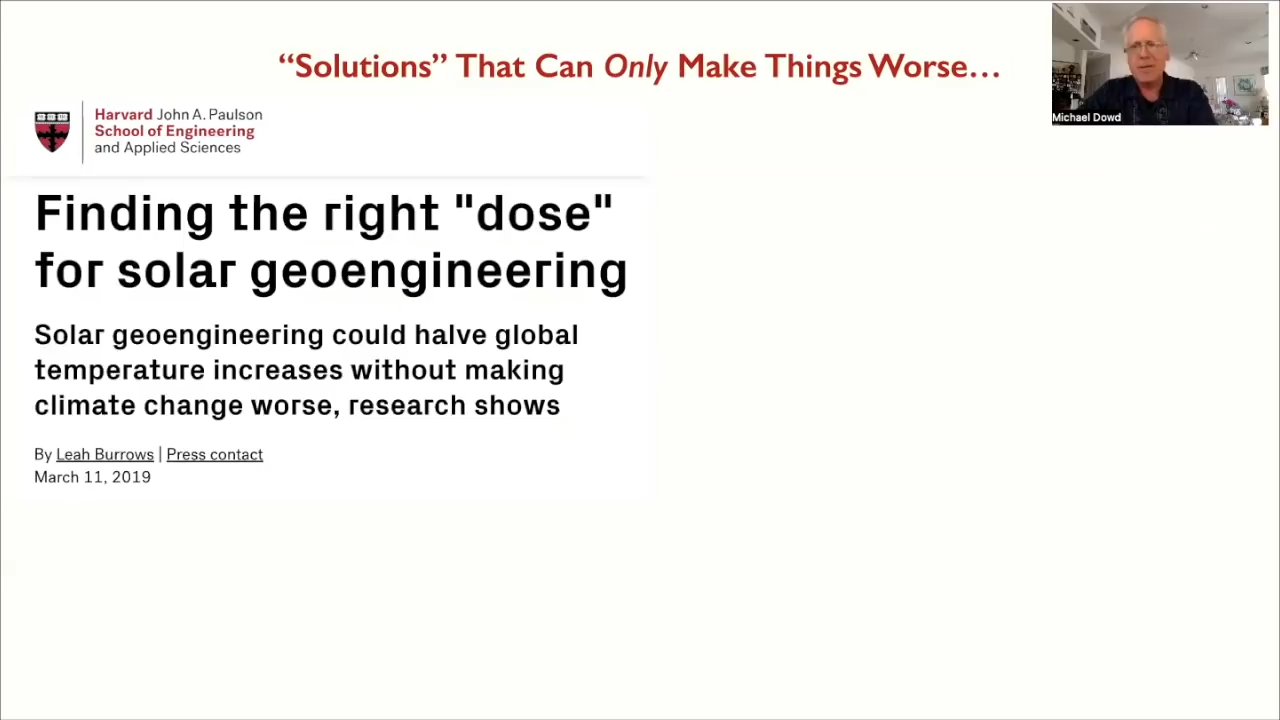 “Solutions” That Can Only Make Things Worse…
Michael Dowd
Harvard John A. Paulson
School of Engineering
and Applied Sciences
Finding the right "dose"
for solar geoengineering
Solar geoengineering could halve global
temperature increases without making
climate change worse, research shows
By Leah Burrows | Press contact
March 11, 2019